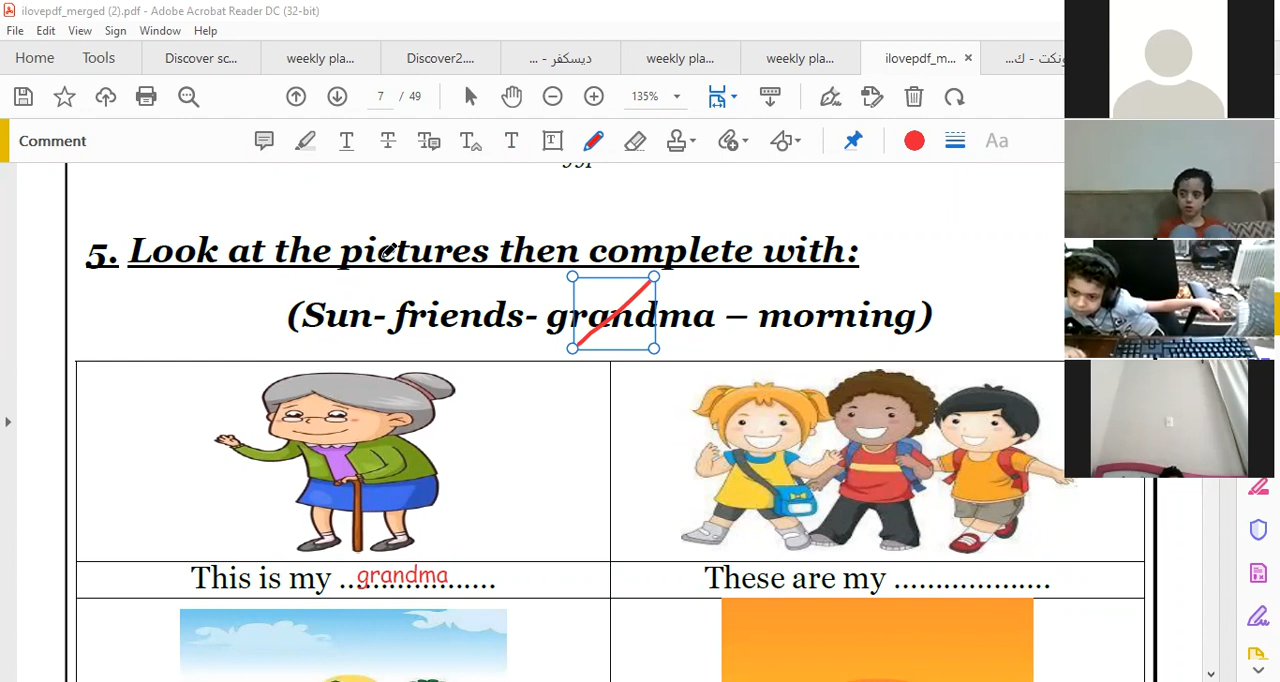 ilovepdf_merged (2).pdf - Adobe Acrobat Reader DC (32-bit)
File Edit View Sign Window Help
Home Tools Discover sc... weekly pla... Discover2.... ديسكفر - ... weekly pla... weekly pla... ilovepdf_m... ×
7 / 49 135%
Comment Aa
5. Look at the pictures then complete with:
(Sun- friends- grandma – morning)
This is my ...grandma...... These are my ...................